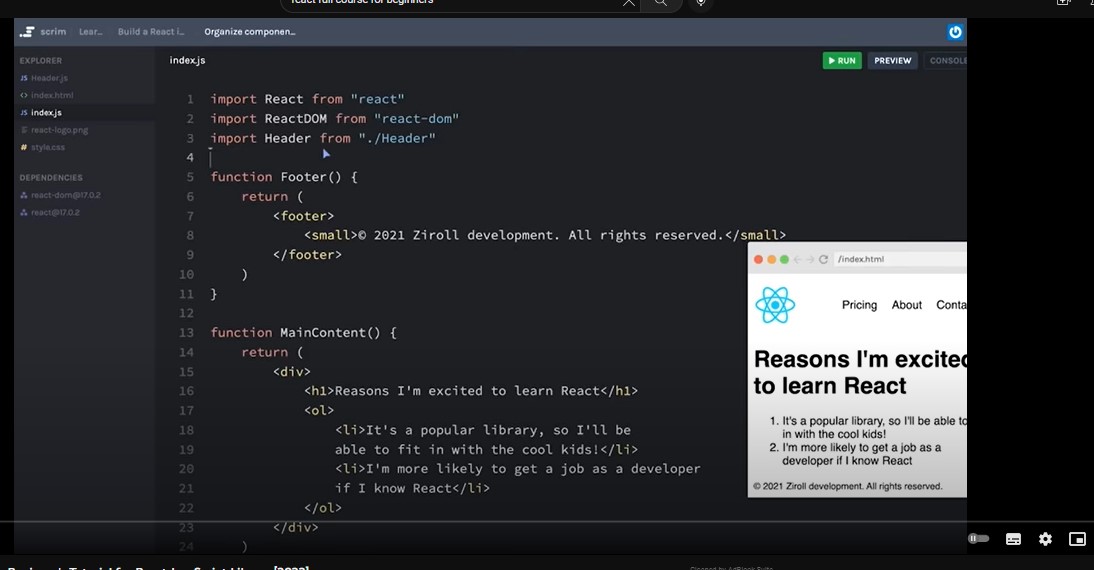 react full course for beginners
scrim Lear... Build a React i... Organize componen...
EXPLORER
Header.js
index.html
index.js
react-logo.png
style.css
DEPENDENCIES
react-dom@17.0.2
react@17.0.2
index.js
RUN PREVIEW CONSOLE
1 import React from "react"
2 import ReactDOM from "react-dom"
3 import Header from "./Header"
4
5 function Footer() {
6 return (
7 <footer>
8 <small>© 2021 Ziroll development. All rights reserved.</small>
9 </footer>
10 )
11 }
12
13 function MainContent() {
14 return (
15 <div>
16 <h1>Reasons I'm excited to learn React</h1>
17 <ol>
18 <li>It's a popular library, so I'll be
19 able to fit in with the cool kids!</li>
20 <li>I'm more likely to get a job as a developer
21 if I know React</li>
22 </ol>
23 </div>
24 )
/index.html
Pricing About Conta
Reasons I'm excited
to learn React
1. It's a popular library, so I'll be able to
in with the cool kids!
2. I'm more likely to get a job as a
developer if I know React
© 2021 Ziroll development. All rights reserved.